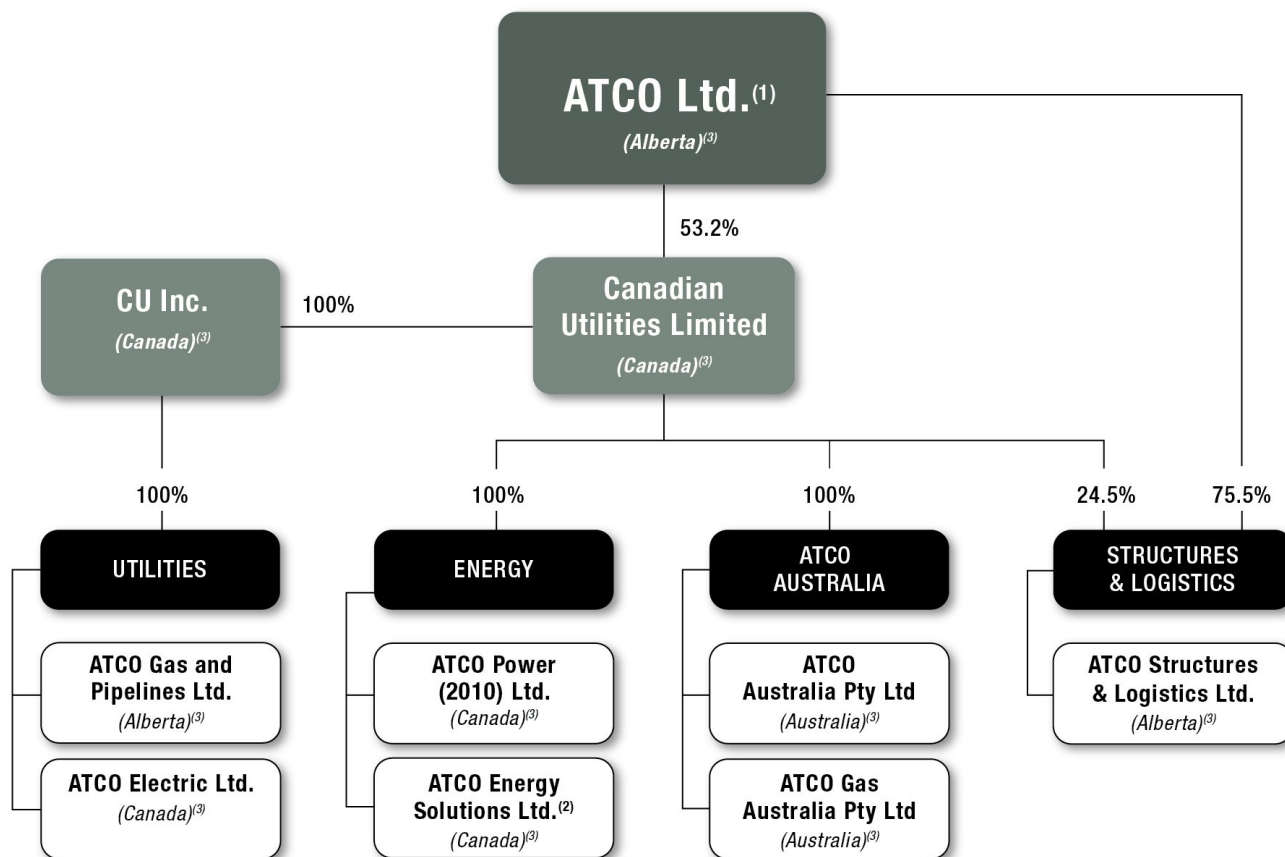 ATCO Ltd.(1)
(Alberta)(3)
53.2%
CU Inc.
(Canada)(3)
100%
Canadian
Utilities Limited
(Canada)(3)
100%
100%
100%
24.5%
75.5%
UTILITIES
ENERGY
ATCO
AUSTRALIA
STRUCTURES
& LOGISTICS
ATCO Gas and
Pipelines Ltd.
(Alberta)(3)
ATCO Power
(2010) Ltd.
(Canada)(3)
ATCO
Australia Pty Ltd
(Australia)(3)
ATCO Structures
& Logistics Ltd.
(Alberta)(3)
ATCO Electric Ltd.
(Canada)(3)
ATCO Energy
Solutions Ltd.(2)
(Canada)(3)
ATCO Gas
Australia Pty Ltd
(Australia)(3)